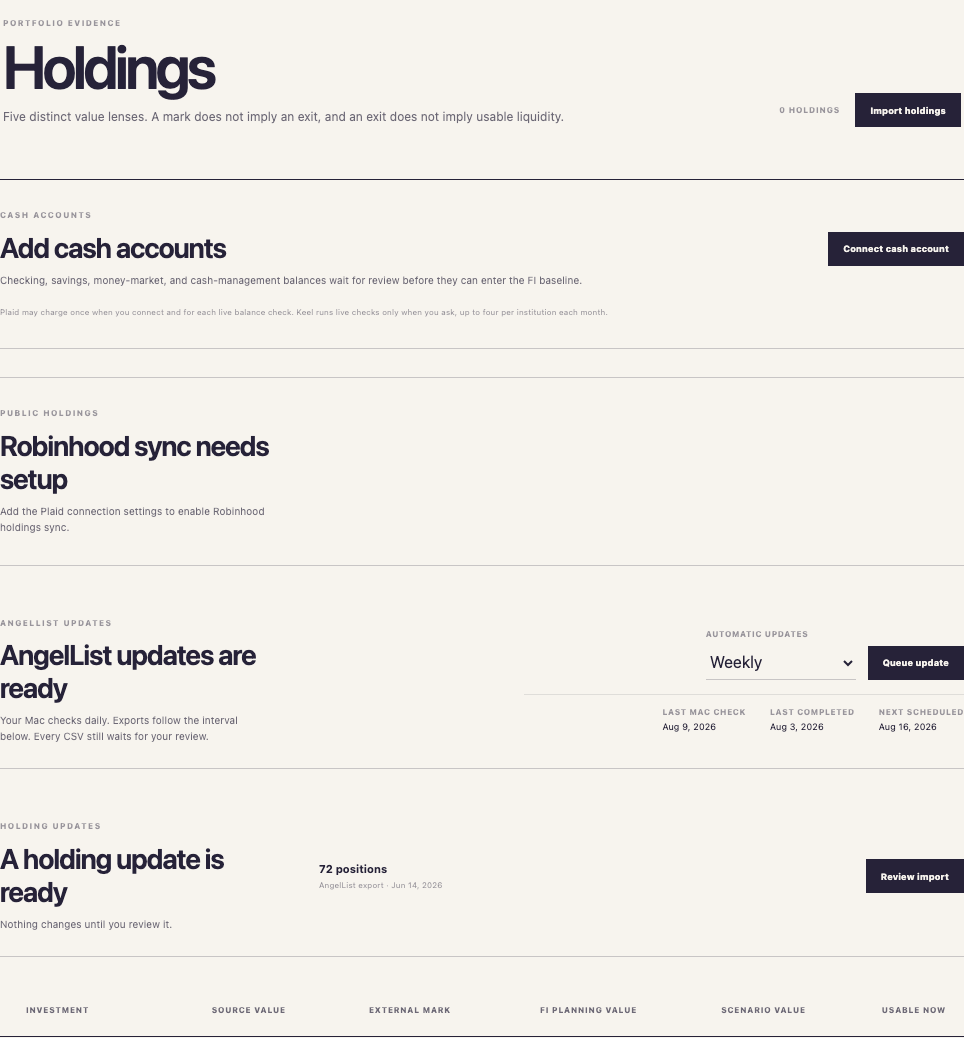 PORTFOLIO EVIDENCE
Holdings
Five distinct value lenses. A mark does not imply an exit, and an exit does not imply usable liquidity.
0 HOLDINGS
Import holdings
CASH ACCOUNTS
Add cash accounts
Connect cash account
Checking, savings, money-market, and cash-management balances wait for review before they can enter the FI baseline.
Plaid may charge once when you connect and for each live balance check. Keel runs live checks only when you ask, up to four per institution each month.
PUBLIC HOLDINGS
Robinhood sync needs
setup
Add the Plaid connection settings to enable Robinhood
holdings sync.
ANGELLIST UPDATES
AngelList updates are
ready
Your Mac checks daily. Exports follow the interval
below. Every CSV still waits for your review.
AUTOMATIC UPDATES
Weekly
Queue update
LAST MAC CHECK
Aug 9, 2026
LAST COMPLETED
Aug 3, 2026
NEXT SCHEDULED
Aug 16, 2026
HOLDING UPDATES
A holding update is
ready
Nothing changes until you review it.
72 positions
AngelList export · Jun 14, 2026
Review import
INVESTMENT
SOURCE VALUE
EXTERNAL MARK
FI PLANNING VALUE
SCENARIO VALUE
USABLE NOW